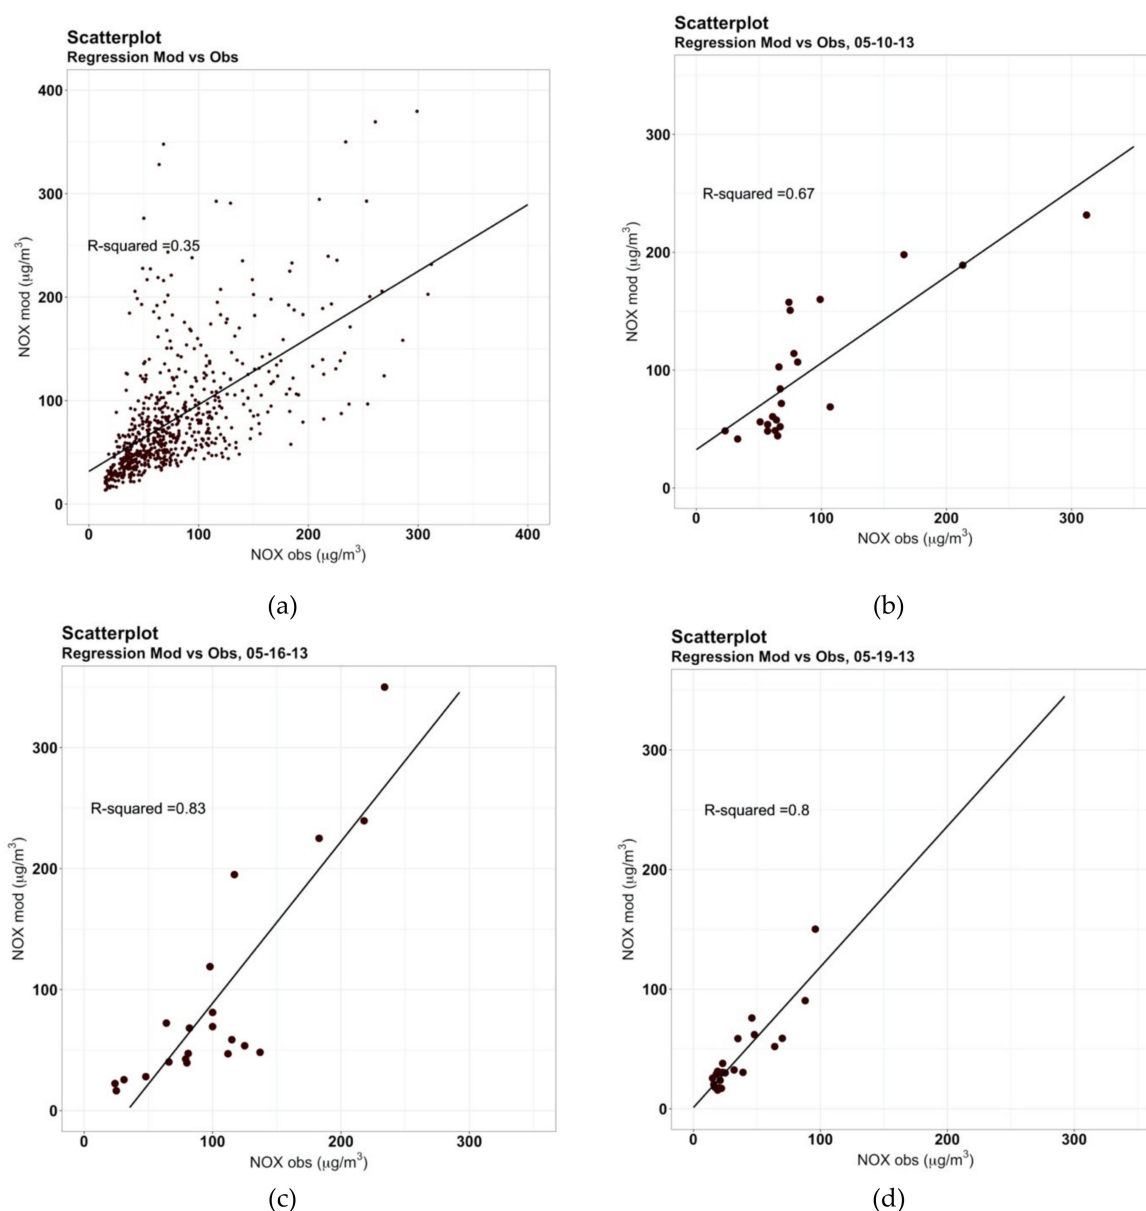 Scatterplot
Regression Mod vs Obs
400
300
200
100
0
NOX mod (μg/m³)
R-squared =0.35
0 100 200 300 400
NOX obs (μg/m³)
(a)
Scatterplot
Regression Mod vs Obs, 05-10-13
300
200
100
0
NOX mod (μg/m³)
R-squared =0.67
0 100 200 300
NOX obs (μg/m³)
(b)
Scatterplot
Regression Mod vs Obs, 05-16-13
300
200
100
0
NOX mod (μg/m³)
R-squared =0.83
0 100 200 300
NOX obs (μg/m³)
(c)
Scatterplot
Regression Mod vs Obs, 05-19-13
300
200
100
0
NOX mod (μg/m³)
R-squared =0.8
0 100 200 300
NOX obs (μg/m³)
(d)